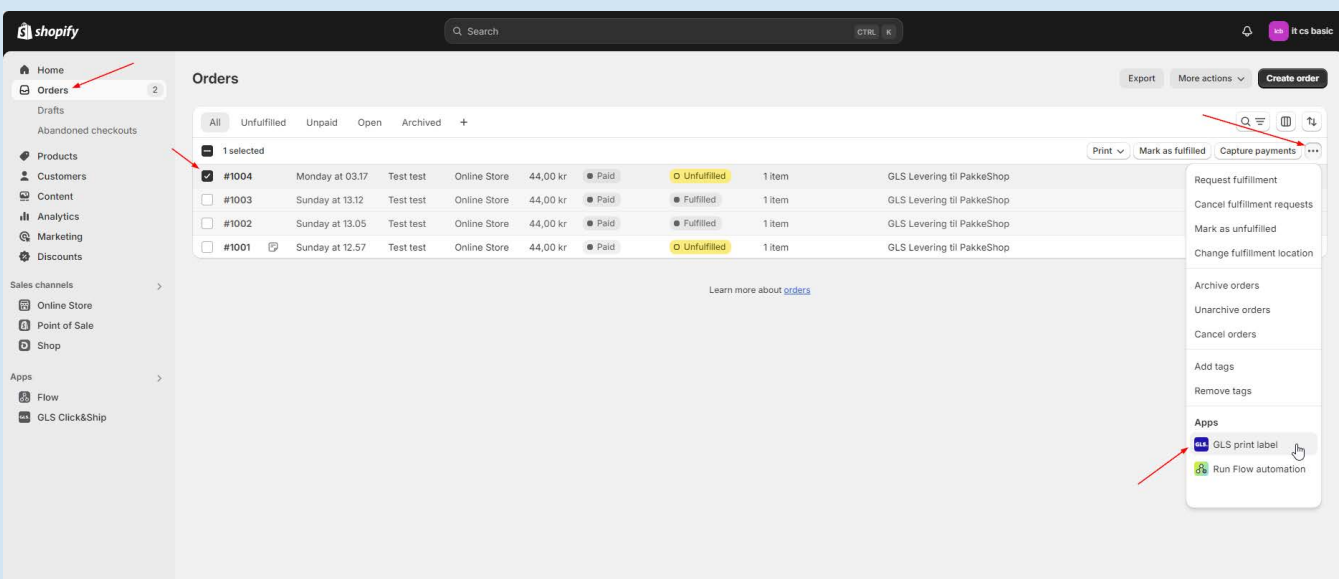 shopify
Search
CTRL K
icb
it cs basic
Home
Orders 2
Drafts
Abandoned checkouts
Products
Customers
Content
Analytics
Marketing
Discounts
Sales channels
Online Store
Point of Sale
Shop
Apps
Flow
GLS Click&Ship
Orders
Export More actions Create order
All Unfulfilled Unpaid Open Archived +
1 selected Print Mark as fulfilled Capture payments
#1004 Monday at 03.17 Test test Online Store 44,00 kr Paid Unfulfilled 1 item GLS Levering til PakkeShop
#1003 Sunday at 13.12 Test test Online Store 44,00 kr Paid Fulfilled 1 item GLS Levering til PakkeShop
#1002 Sunday at 13.05 Test test Online Store 44,00 kr Paid Fulfilled 1 item GLS Levering til PakkeShop
#1001 Sunday at 12.57 Test test Online Store 44,00 kr Paid Unfulfilled 1 item GLS Levering til PakkeShop
Learn more about orders
Request fulfillment
Cancel fulfillment requests
Mark as unfulfilled
Change fulfillment location
Archive orders
Unarchive orders
Cancel orders
Add tags
Remove tags
Apps
GLS. GLS print label
Run Flow automation